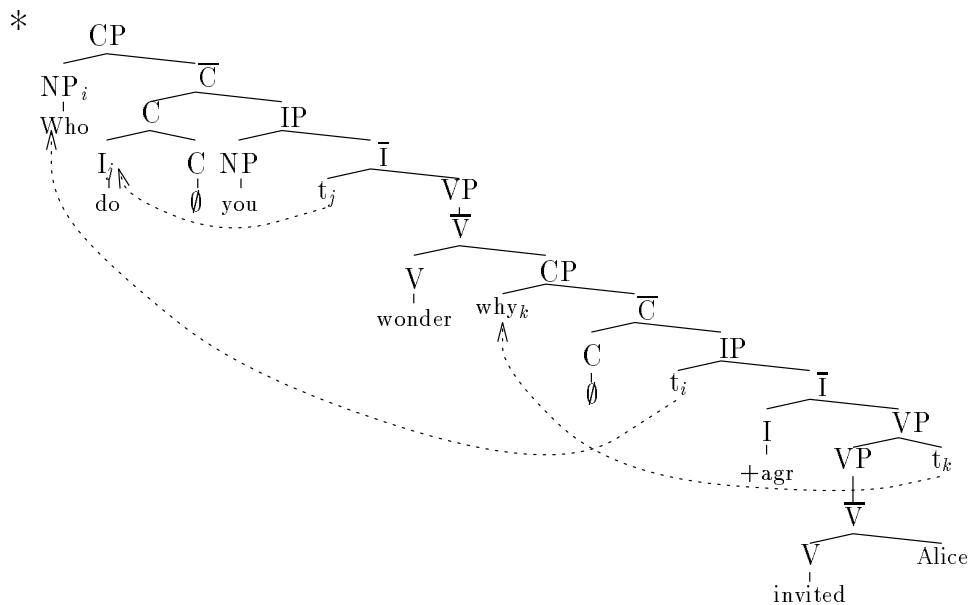 *
CP
NPᵢ C̅
Who C IP
Iⱼ C NP I̅
do ∅ you tⱼ VP
V̅
V CP
wonder whyₖ C̅
C IP
∅ tᵢ I̅
I VP
+agr VP tₖ
V̅
V Alice
invited